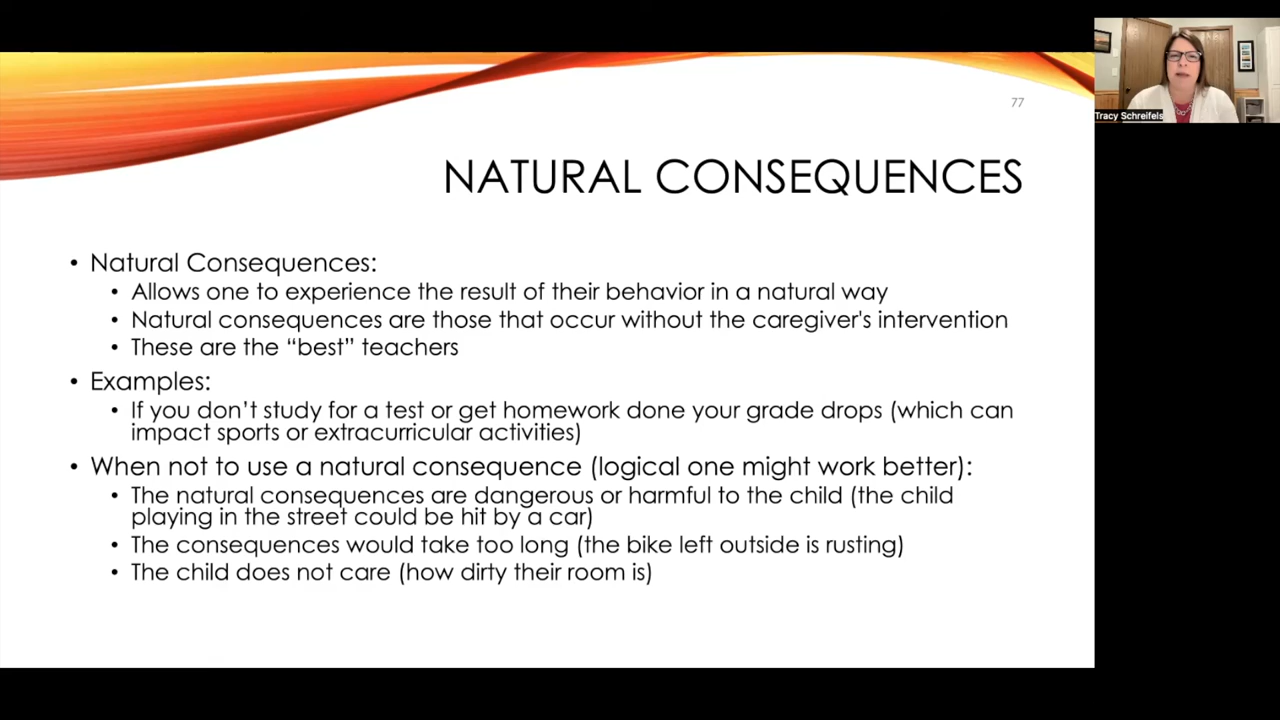 77
NATURAL CONSEQUENCES
• Natural Consequences:
• Allows one to experience the result of their behavior in a natural way
• Natural consequences are those that occur without the caregiver's intervention
• These are the “best” teachers
• Examples:
• If you don’t study for a test or get homework done your grade drops (which can
impact sports or extracurricular activities)
• When not to use a natural consequence (logical one might work better):
• The natural consequences are dangerous or harmful to the child (the child
playing in the street could be hit by a car)
• The consequences would take too long (the bike left outside is rusting)
• The child does not care (how dirty their room is)
Tracy Schreifels